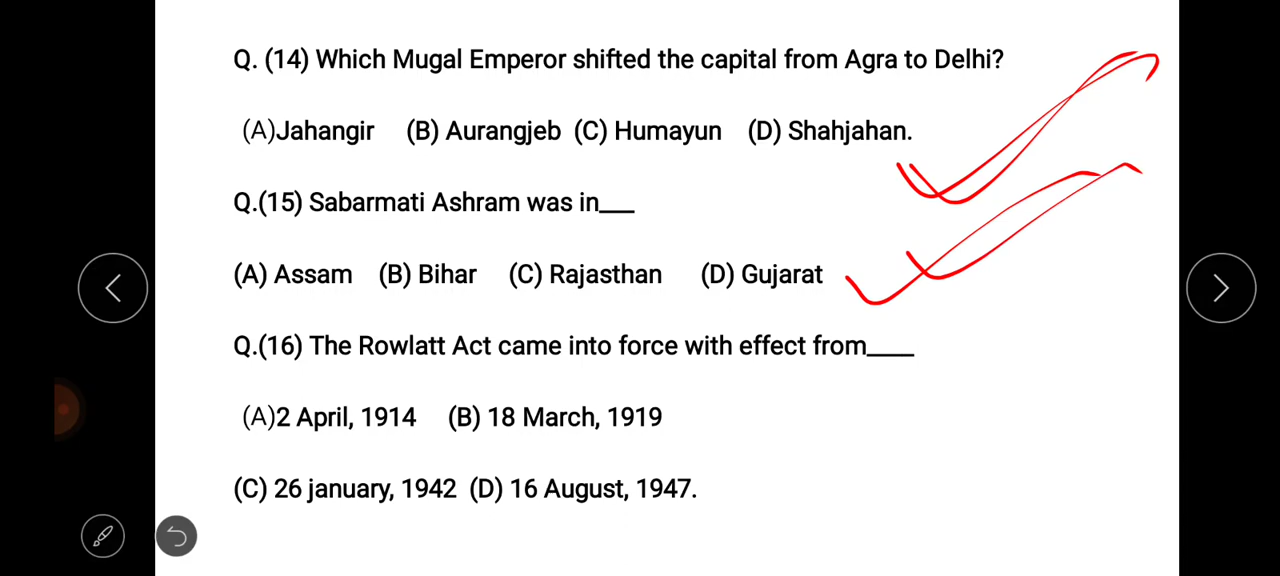 Q. (14) Which Mugal Emperor shifted the capital from Agra to Delhi?
(A)Jahangir (B) Aurangjeb (C) Humayun (D) Shahjahan.
Q.(15) Sabarmati Ashram was in___
(A) Assam (B) Bihar (C) Rajasthan (D) Gujarat
Q.(16) The Rowlatt Act came into force with effect from____
(A)2 April, 1914 (B) 18 March, 1919
(C) 26 january, 1942 (D) 16 August, 1947.